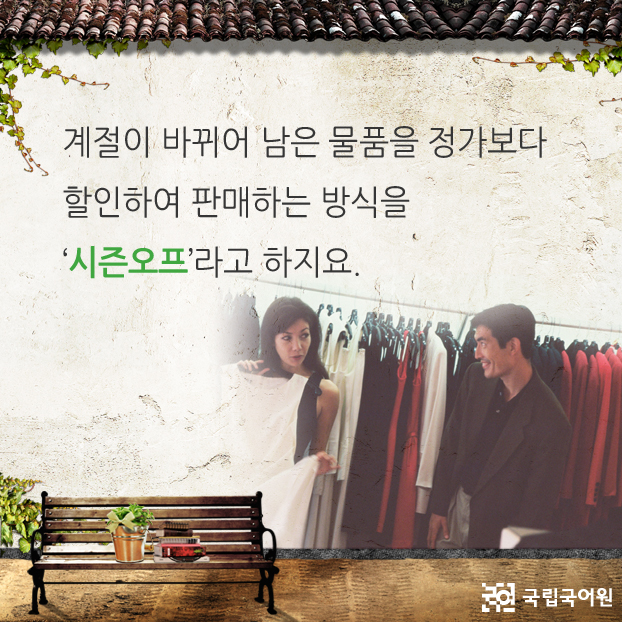 계절이 바뀌어 남은 물품을 정가보다
할인하여 판매하는 방식을
‘시즌오프’라고 하지요.
국립국어원